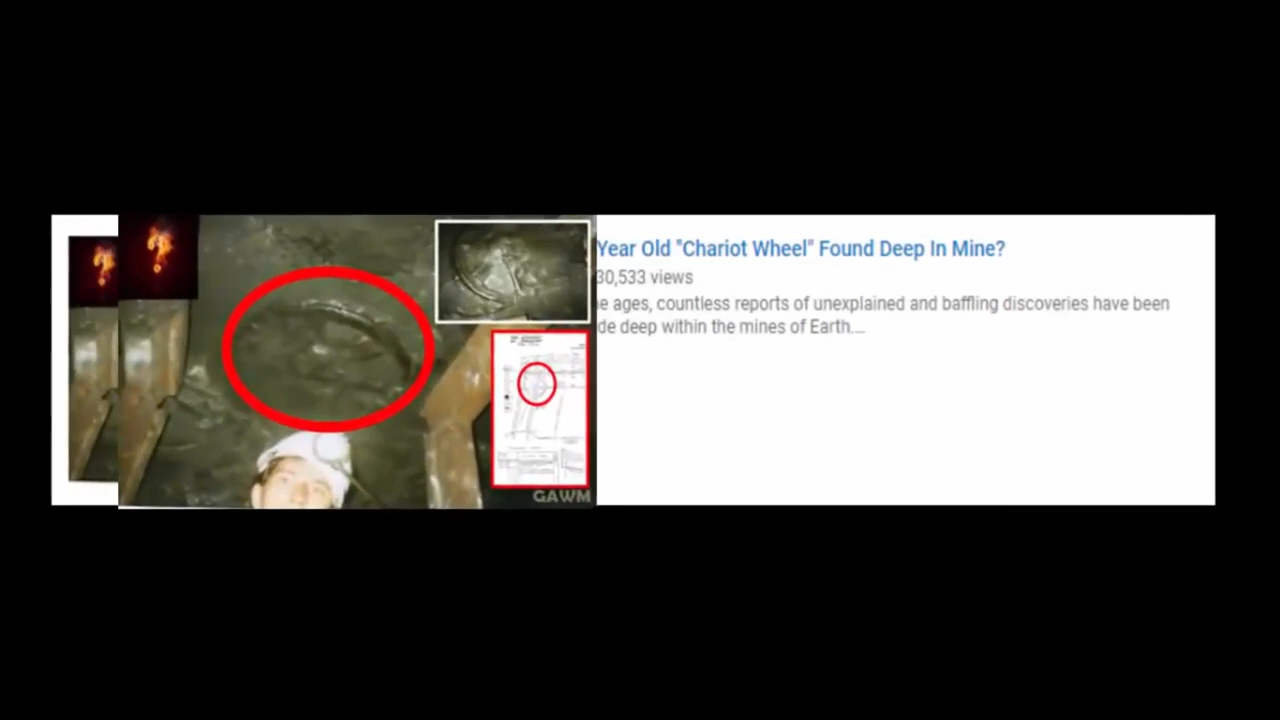 Year Old "Chariot Wheel" Found Deep In Mine?
30,533 views
e ages, countless reports of unexplained and baffling discoveries have been
de deep within the mines of Earth....
GAWM